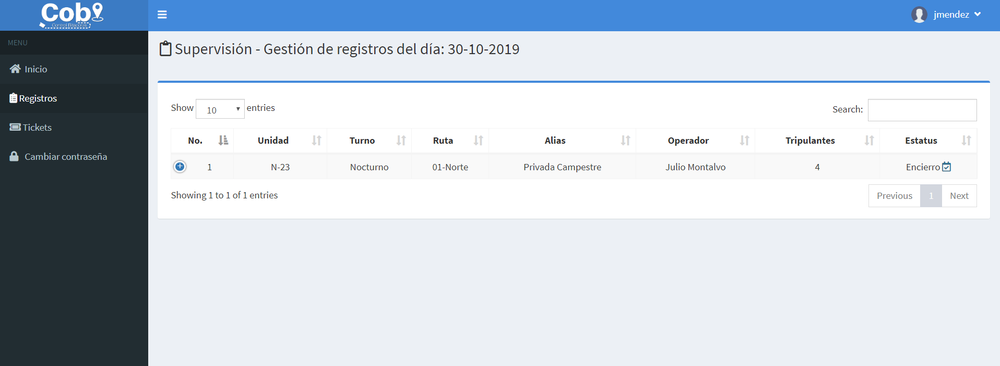 Cobi
Control Bitácoras
jmendez
MENU
Inicio
Registros
Tickets
Cambiar contraseña
Supervisión - Gestión de registros del día: 30-10-2019
Show 10 entries
Search:
No. Unidad Turno Ruta Alias Operador Tripulantes Estatus
1 N-23 Nocturno 01-Norte Privada Campestre Julio Montalvo 4 Encierro
Showing 1 to 1 of 1 entries
Previous 1 Next